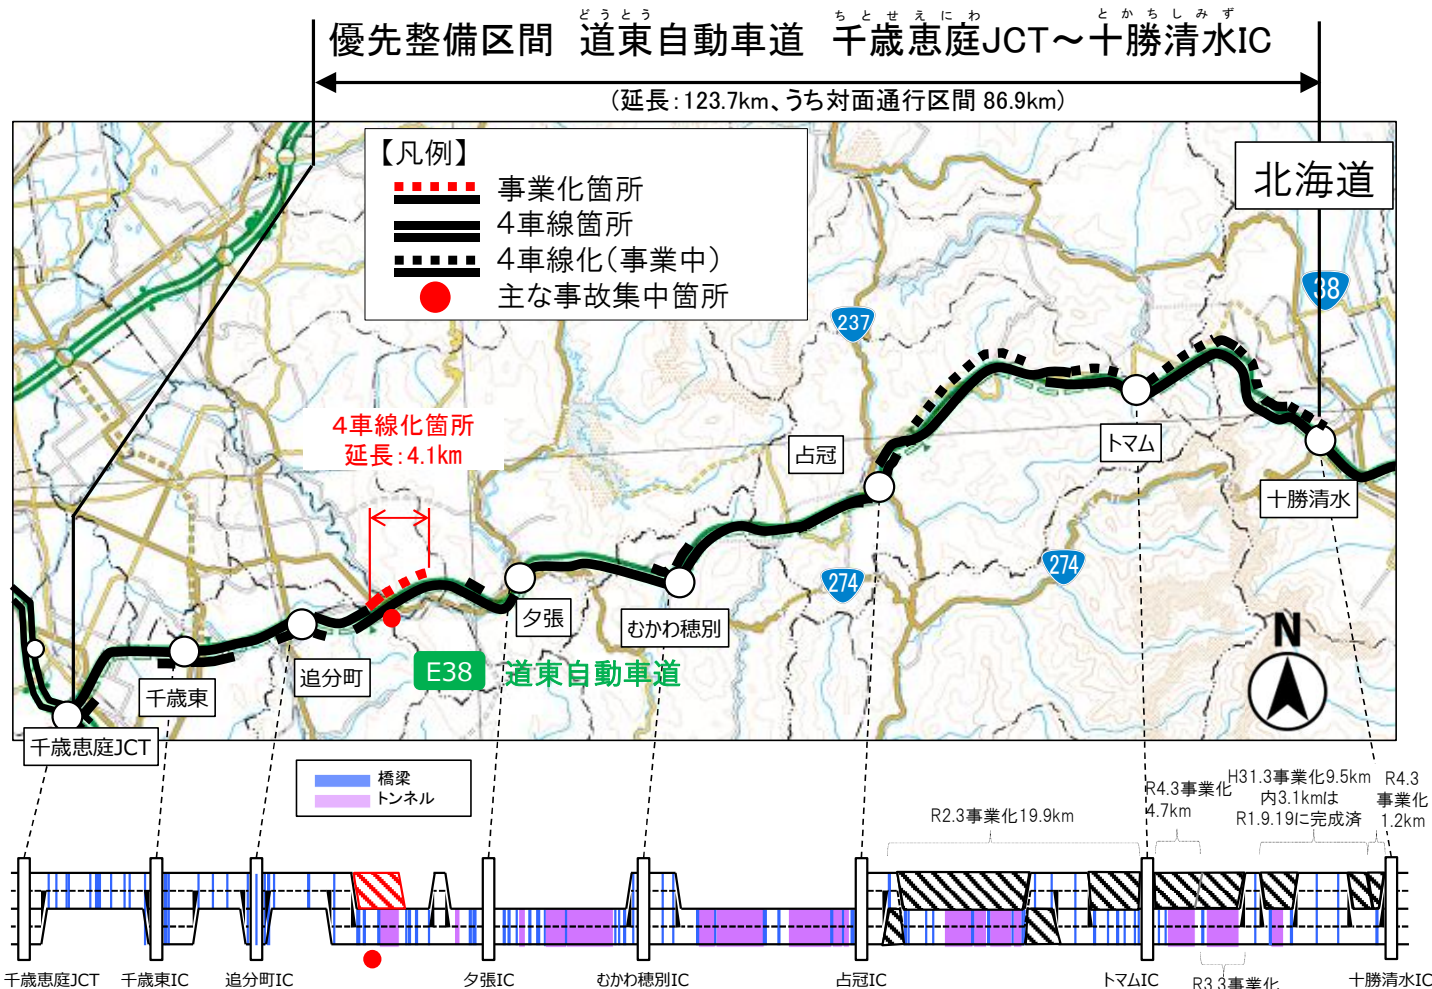 どうとう ちとせえにわ とかちしみず
優先整備区間 道東自動車道 千歳恵庭JCT～十勝清水IC
(延長：123.7km、うち対面通行区間 86.9km)
【凡例】
事業化箇所
4車線箇所
4車線化(事業中)
主な事故集中箇所
北海道
38
237
4車線化箇所
延長：4.1km
占冠
トマム
十勝清水
274
274
夕張
むかわ穂別
追分町
E38 道東自動車道
千歳東
千歳恵庭JCT
N
橋梁
トンネル
R2.3事業化19.9km
R4.3事業化
4.7km
H31.3事業化9.5km
内3.1kmは
R1.9.19に完成済
R4.3
事業化
1.2km
千歳恵庭JCT 千歳東IC 追分町IC 夕張IC むかわ穂別IC 占冠IC トマムIC 十勝清水IC
R3.3事業化